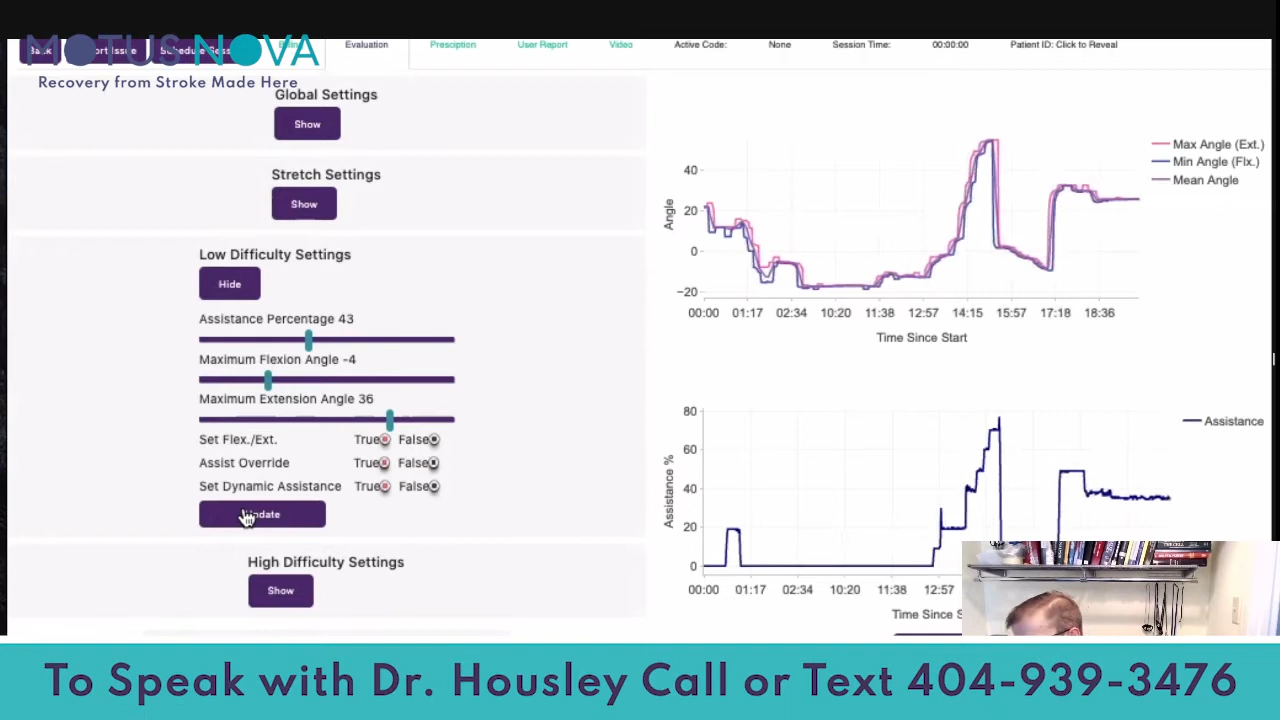 MOTUS NOVA
Recovery from Stroke Made Here
Back
Evaluation
Presciption
User Report
Video
Active Code:
None
Session Time:
00:00:00
Patient ID: Click to Reveal
Global Settings
Show
Stretch Settings
Show
Low Difficulty Settings
Hide
Assistance Percentage 43
Maximum Flexion Angle -4
Maximum Extension Angle 36
Set Flex./Ext. True False
Assist Override True False
Set Dynamic Assistance True False
Update
High Difficulty Settings
Show
Max Angle (Ext.)
Min Angle (Flx.)
Mean Angle
Angle
40
20
0
−20
00:00 01:17 02:34 10:20 11:38 12:57 14:15 15:57 17:18 18:36
Time Since Start
Assistance
Assistance %
80
60
40
20
0
00:00 01:17 02:34 10:20 11:38 12:57
Time Since S
To Speak with Dr. Housley Call or Text 404-939-3476